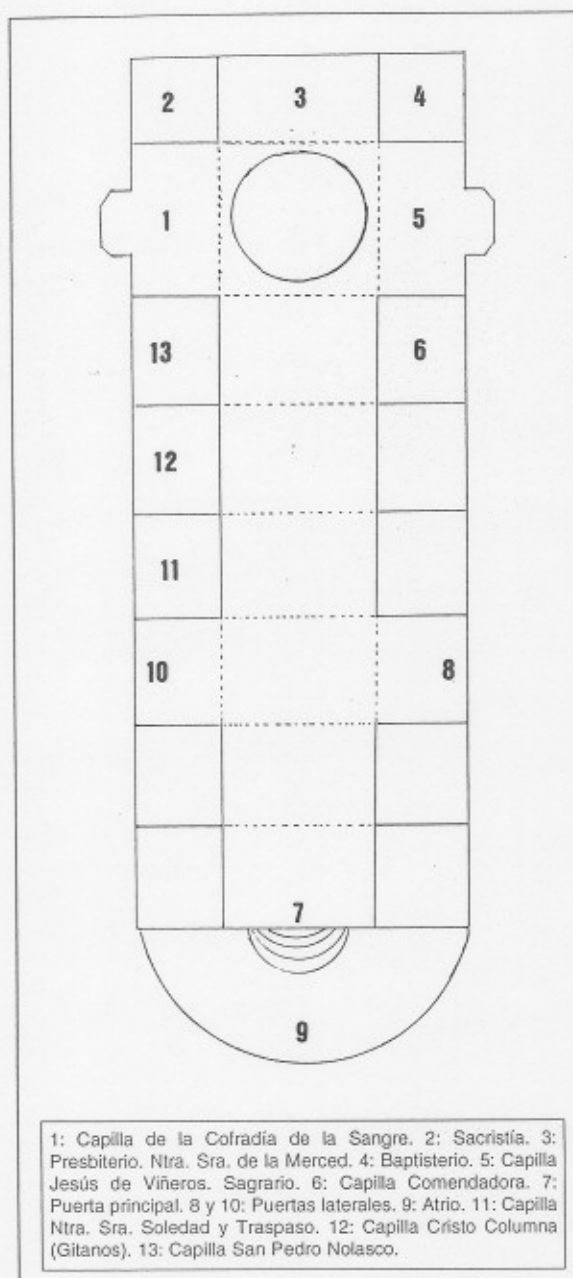 2 3 4
1 5
13 6
12
11
10 8
7
9
1: Capilla de la Cofradía de la Sangre. 2: Sacristía. 3:
Presbiterio. Ntra. Sra. de la Merced. 4: Baptisterio. 5: Capilla
Jesús de Viñeros. Sagrario. 6: Capilla Comendadora. 7:
Puerta principal. 8 y 10: Puertas laterales. 9: Atrio. 11: Capilla
Ntra. Sra. Soledad y Traspaso. 12: Capilla Cristo Columna
(Gitanos). 13: Capilla San Pedro Nolasco.